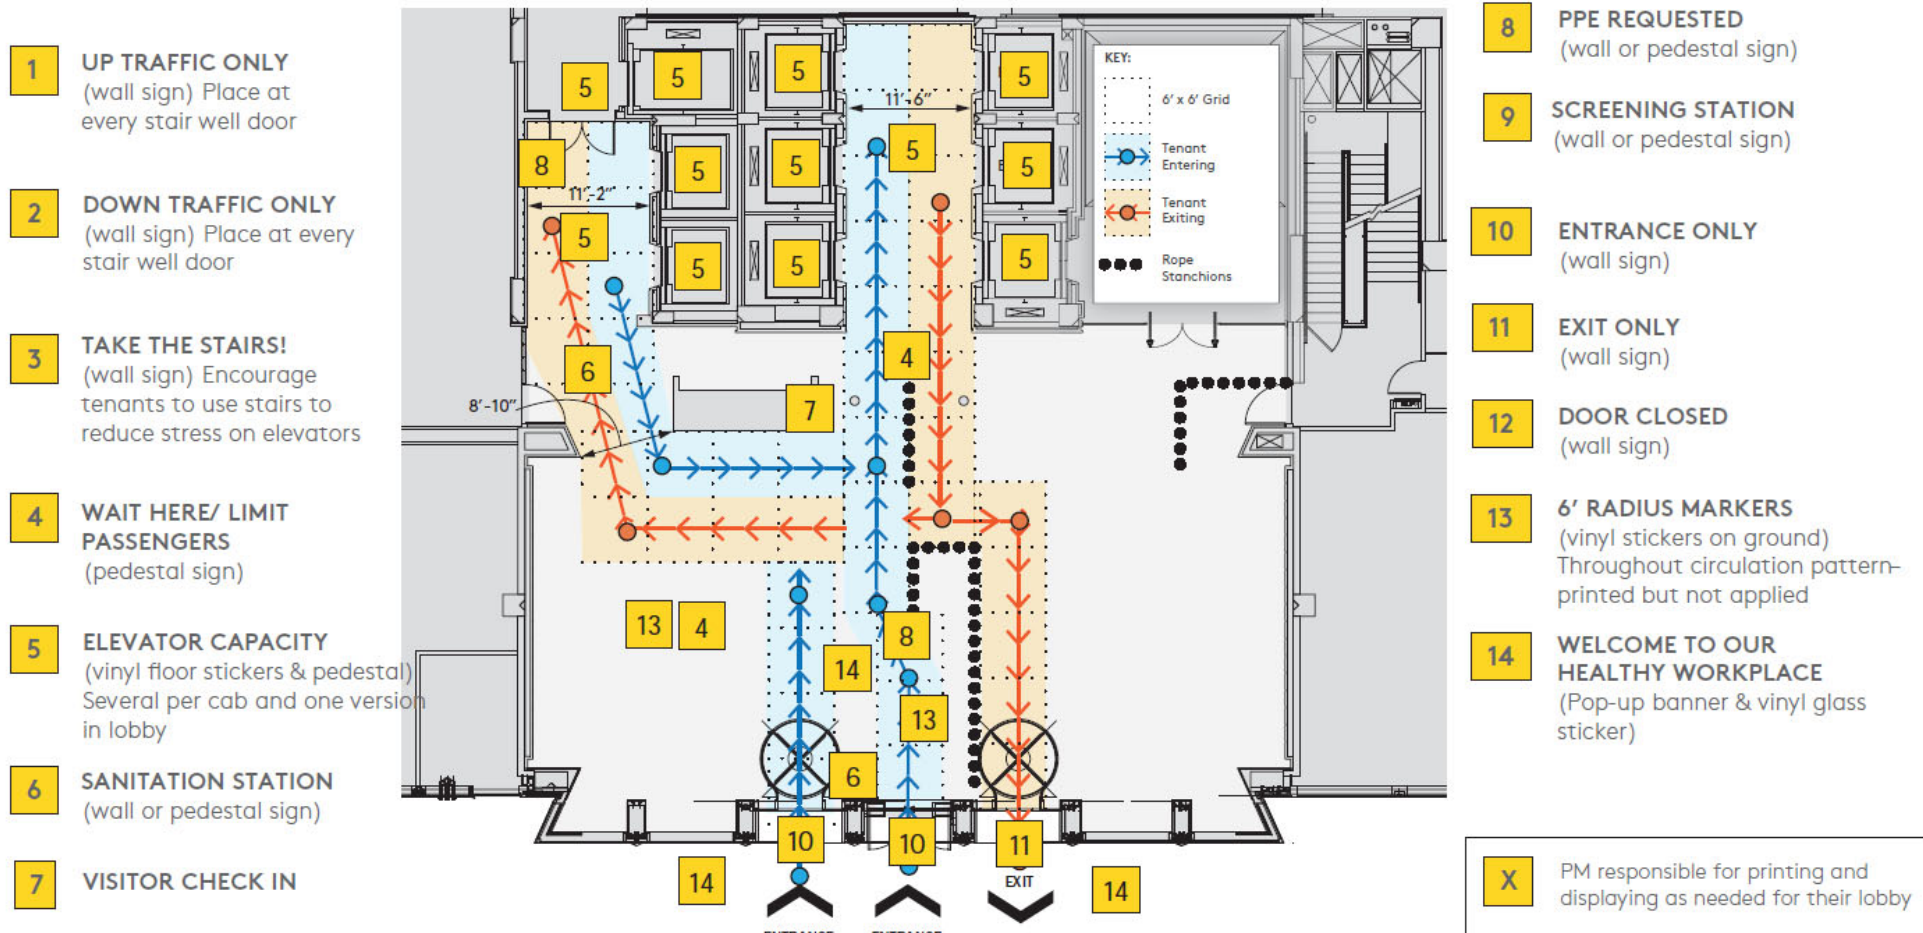 1
UP TRAFFIC ONLY
(wall sign) Place at
every stair well door
2
DOWN TRAFFIC ONLY
(wall sign) Place at every
stair well door
3
TAKE THE STAIRS!
(wall sign) Encourage
tenants to use stairs to
reduce stress on elevators
4
WAIT HERE/ LIMIT
PASSENGERS
(pedestal sign)
5
ELEVATOR CAPACITY
(vinyl floor stickers & pedestal)
Several per cab and one version
in lobby
6
SANITATION STATION
(wall or pedestal sign)
7
VISITOR CHECK IN
5
5
5
5
11'-6"
8
5
5
5
5
5
11'-2"
5
5
5
5
4
6
8'-10"
7
13
4
8
14
13
6
10
10
11
14
EXIT
14
KEY:
6' x 6' Grid
Tenant
Entering
Tenant
Exiting
Rope
Stanchions
8
PPE REQUESTED
(wall or pedestal sign)
9
SCREENING STATION
(wall or pedestal sign)
10
ENTRANCE ONLY
(wall sign)
11
EXIT ONLY
(wall sign)
12
DOOR CLOSED
(wall sign)
13
6' RADIUS MARKERS
(vinyl stickers on ground)
Throughout circulation pattern–
printed but not applied
14
WELCOME TO OUR
HEALTHY WORKPLACE
(Pop-up banner & vinyl glass
sticker)
X
PM responsible for printing and
displaying as needed for their lobby